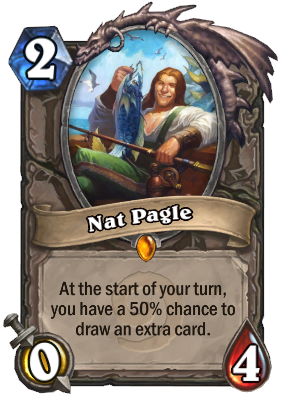 2
Nat Pagle
At the start of your turn,
you have a 50% chance to
draw an extra card.
0
4